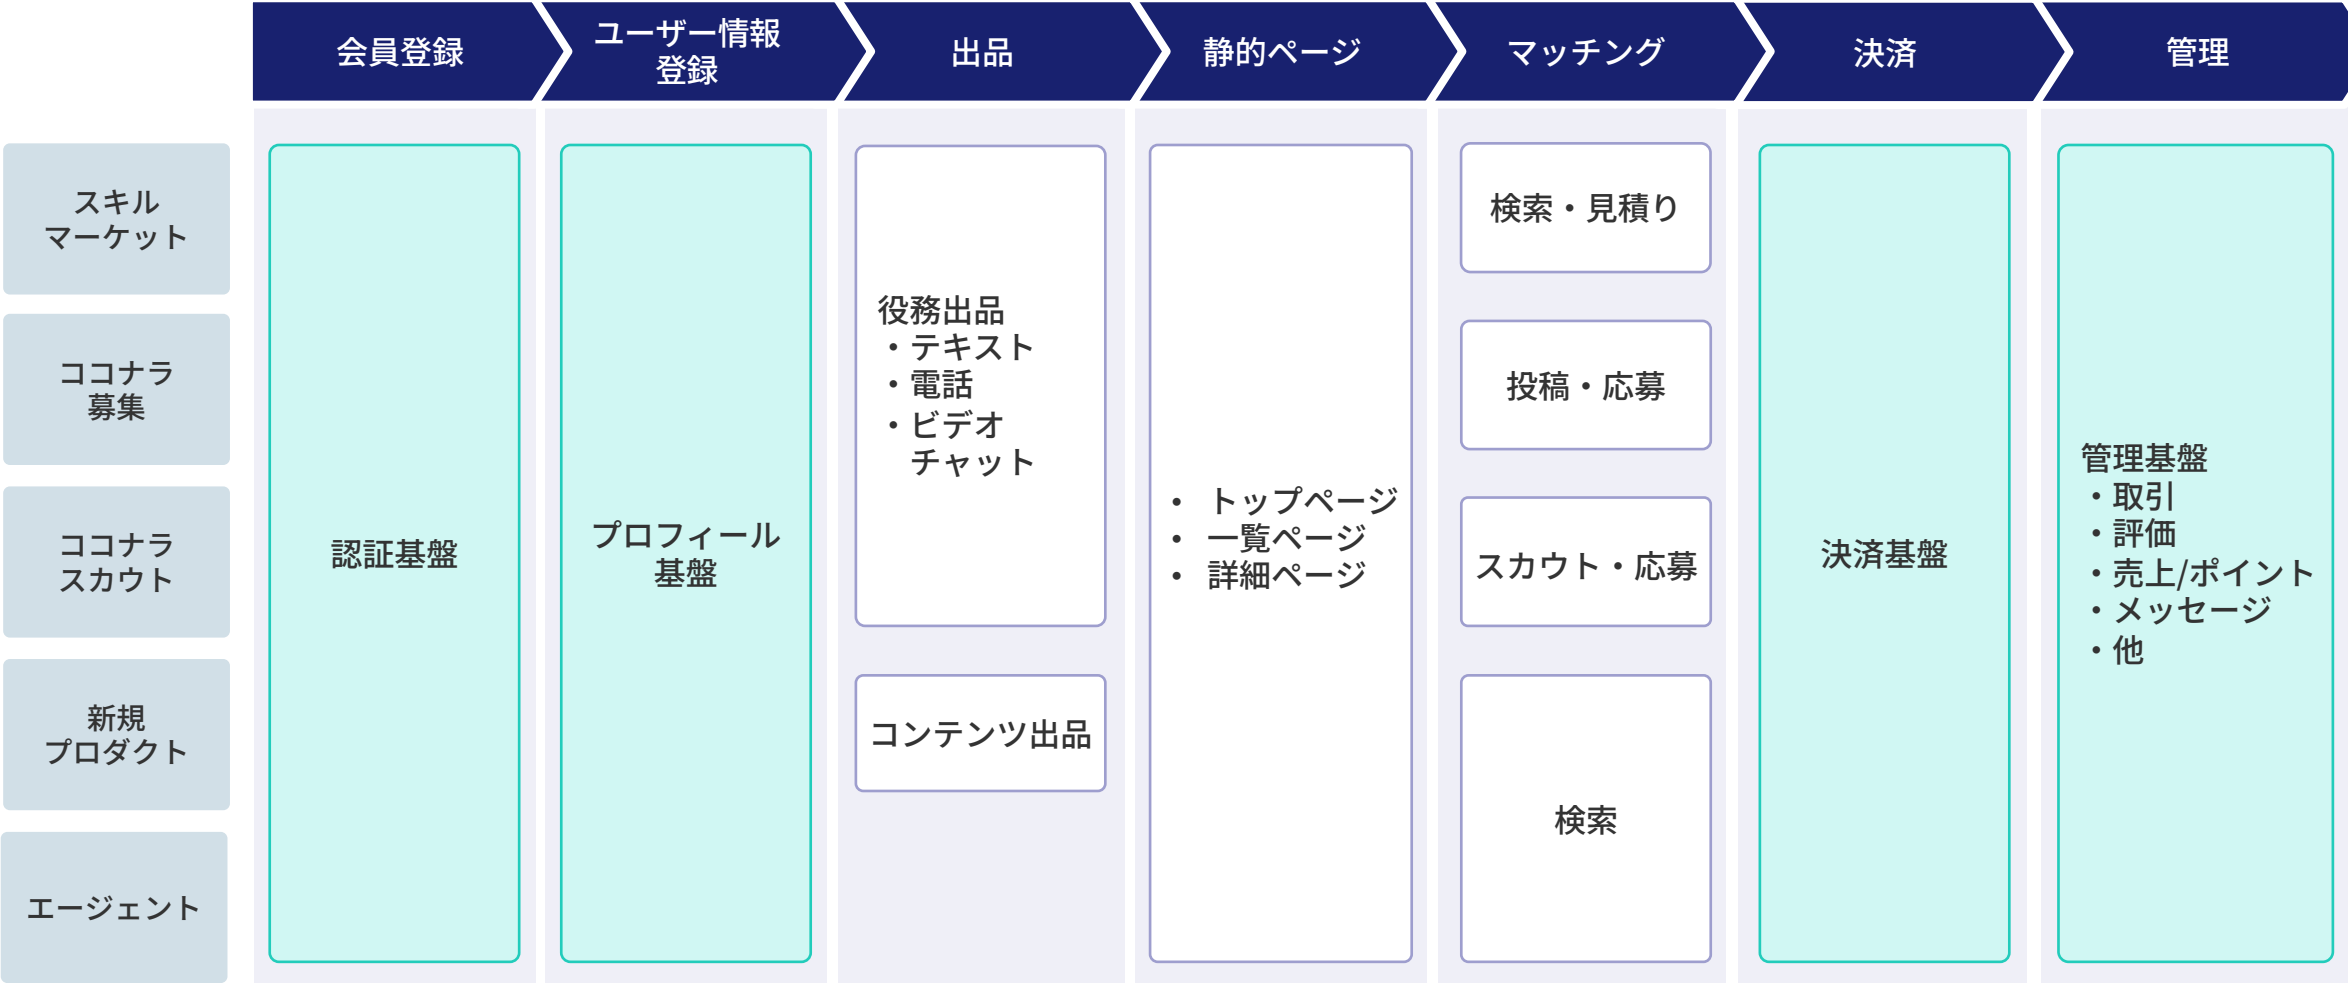 会員登録
ユーザー情報
登録
出品
静的ページ
マッチング
決済
管理
スキル
マーケット
ココナラ
募集
ココナラ
スカウト
新規
プロダクト
エージェント
認証基盤
プロフィール
基盤
役務出品
・テキスト
・電話
・ビデオ
チャット
コンテンツ出品
• トップページ
• 一覧ページ
• 詳細ページ
検索・見積り
投稿・応募
スカウト・応募
検索
決済基盤
管理基盤
・取引
・評価
・売上/ポイント
・メッセージ
・他